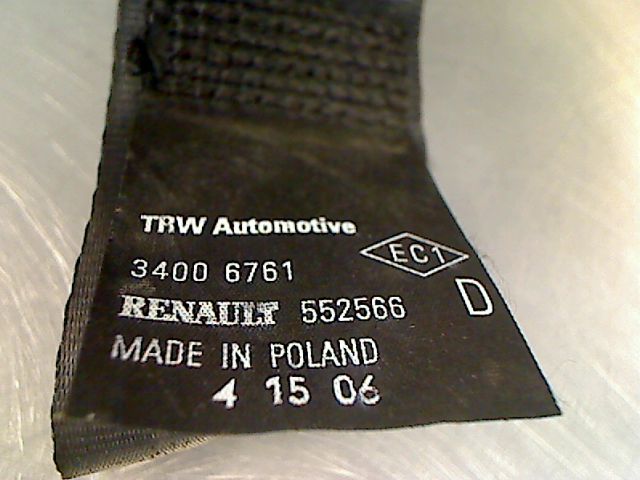 TRW Automotive
EC1
3400 6761
D
RENAULT 552566
MADE IN POLAND
4 15 06